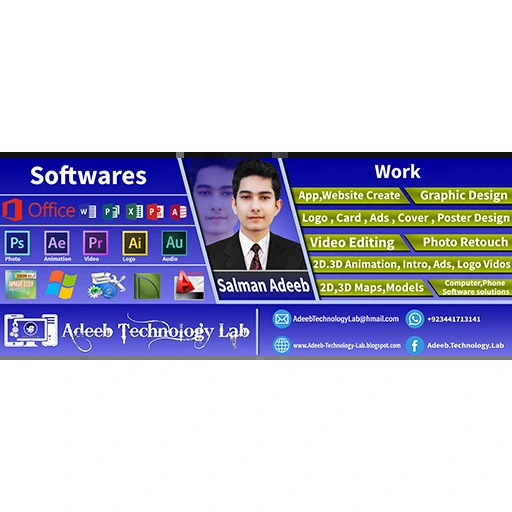 Softwares
Office
Ps Ae Pr Ai Au
Photo Animation Video Logo Audio
Adeeb Technology Lab
Salman Adeeb
Work
App,Website Create
Graphic Design
Logo , Card , Ads , Cover , Poster Design
Video Editing
Photo Retouch
2D.3D Animation, Intro, Ads, Logo Vidos
2D,3D Maps,Models
Computer,Phone
Software solutions
AdeebTechnologyLab@hmail.com
+923441713141
www.Adeeb-Technology-Lab.blogspot.com
Adeeb.Technology.Lab